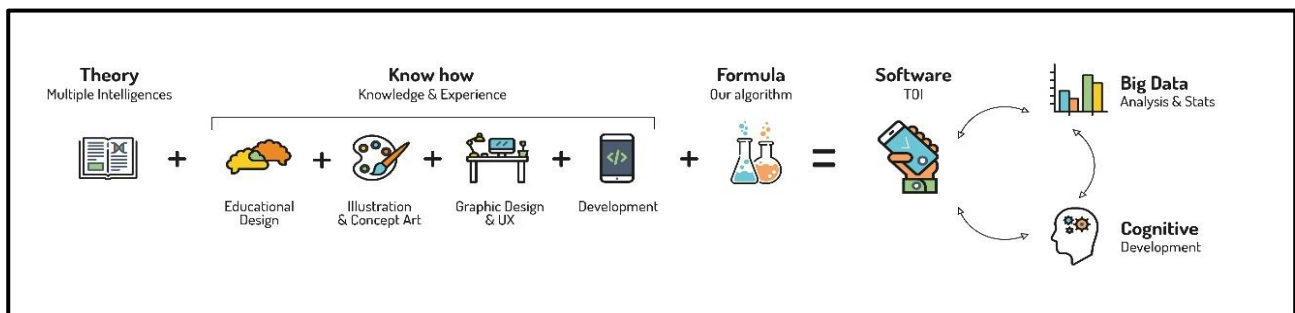 Theory
Multiple Intelligences
Know how
Knowledge & Experience
Formula
Our algorithm
Software
TOI
Big Data
Analysis & Stats
+
+
+
+
</>
+
=
Educational
Design
Illustration
& Concept Art
Graphic Design
& UX
Development
Cognitive
Development